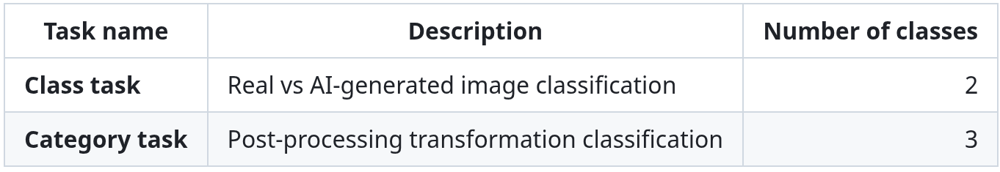 Task name Description Number of classes
Class task Real vs AI-generated image classification 2
Category task Post-processing transformation classification 3